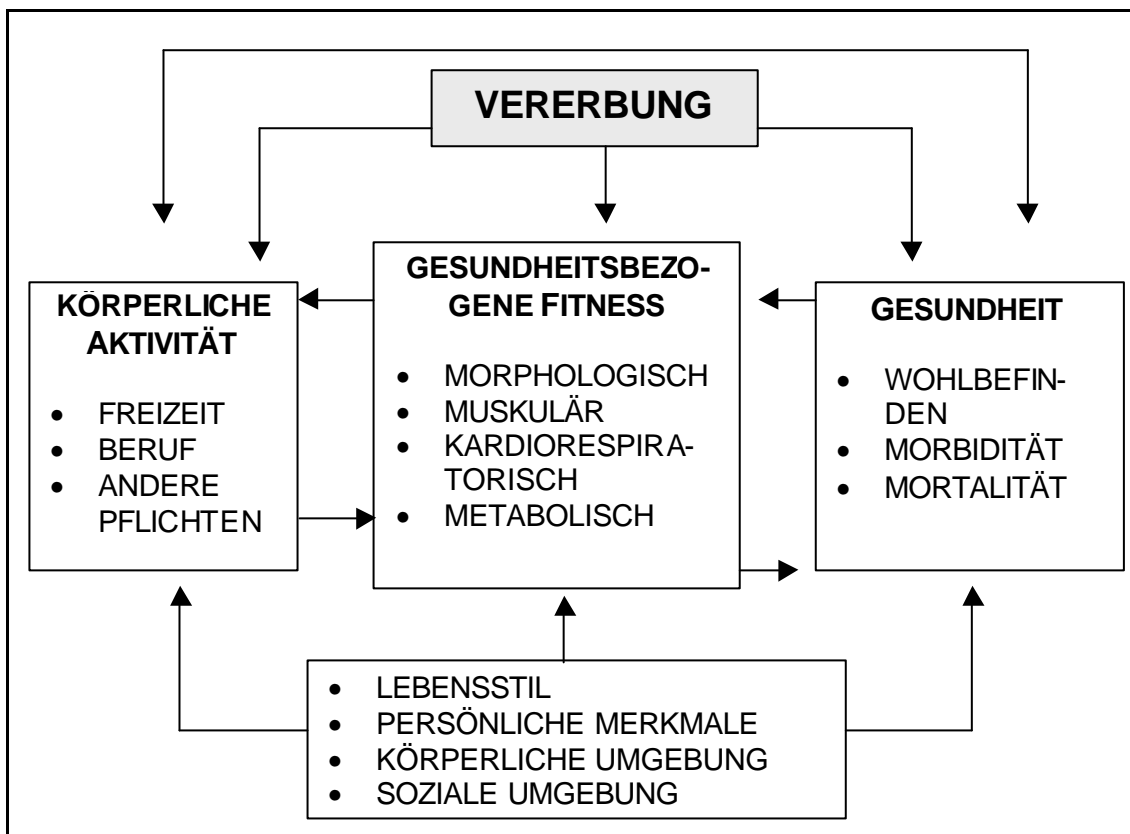 VERERBUNG
KÖRPERLICHE
AKTIVITÄT
• FREIZEIT
• BERUF
• ANDERE
PFLICHTEN
GESUNDHEITSBEZO-
GENE FITNESS
• MORPHOLOGISCH
• MUSKULÄR
• KARDIORESPIRA-
TORISCH
• METABOLISCH
GESUNDHEIT
• WOHLBEFIN-
DEN
• MORBIDITÄT
• MORTALITÄT
• LEBENSSTIL
• PERSÖNLICHE MERKMALE
• KÖRPERLICHE UMGEBUNG
• SOZIALE UMGEBUNG